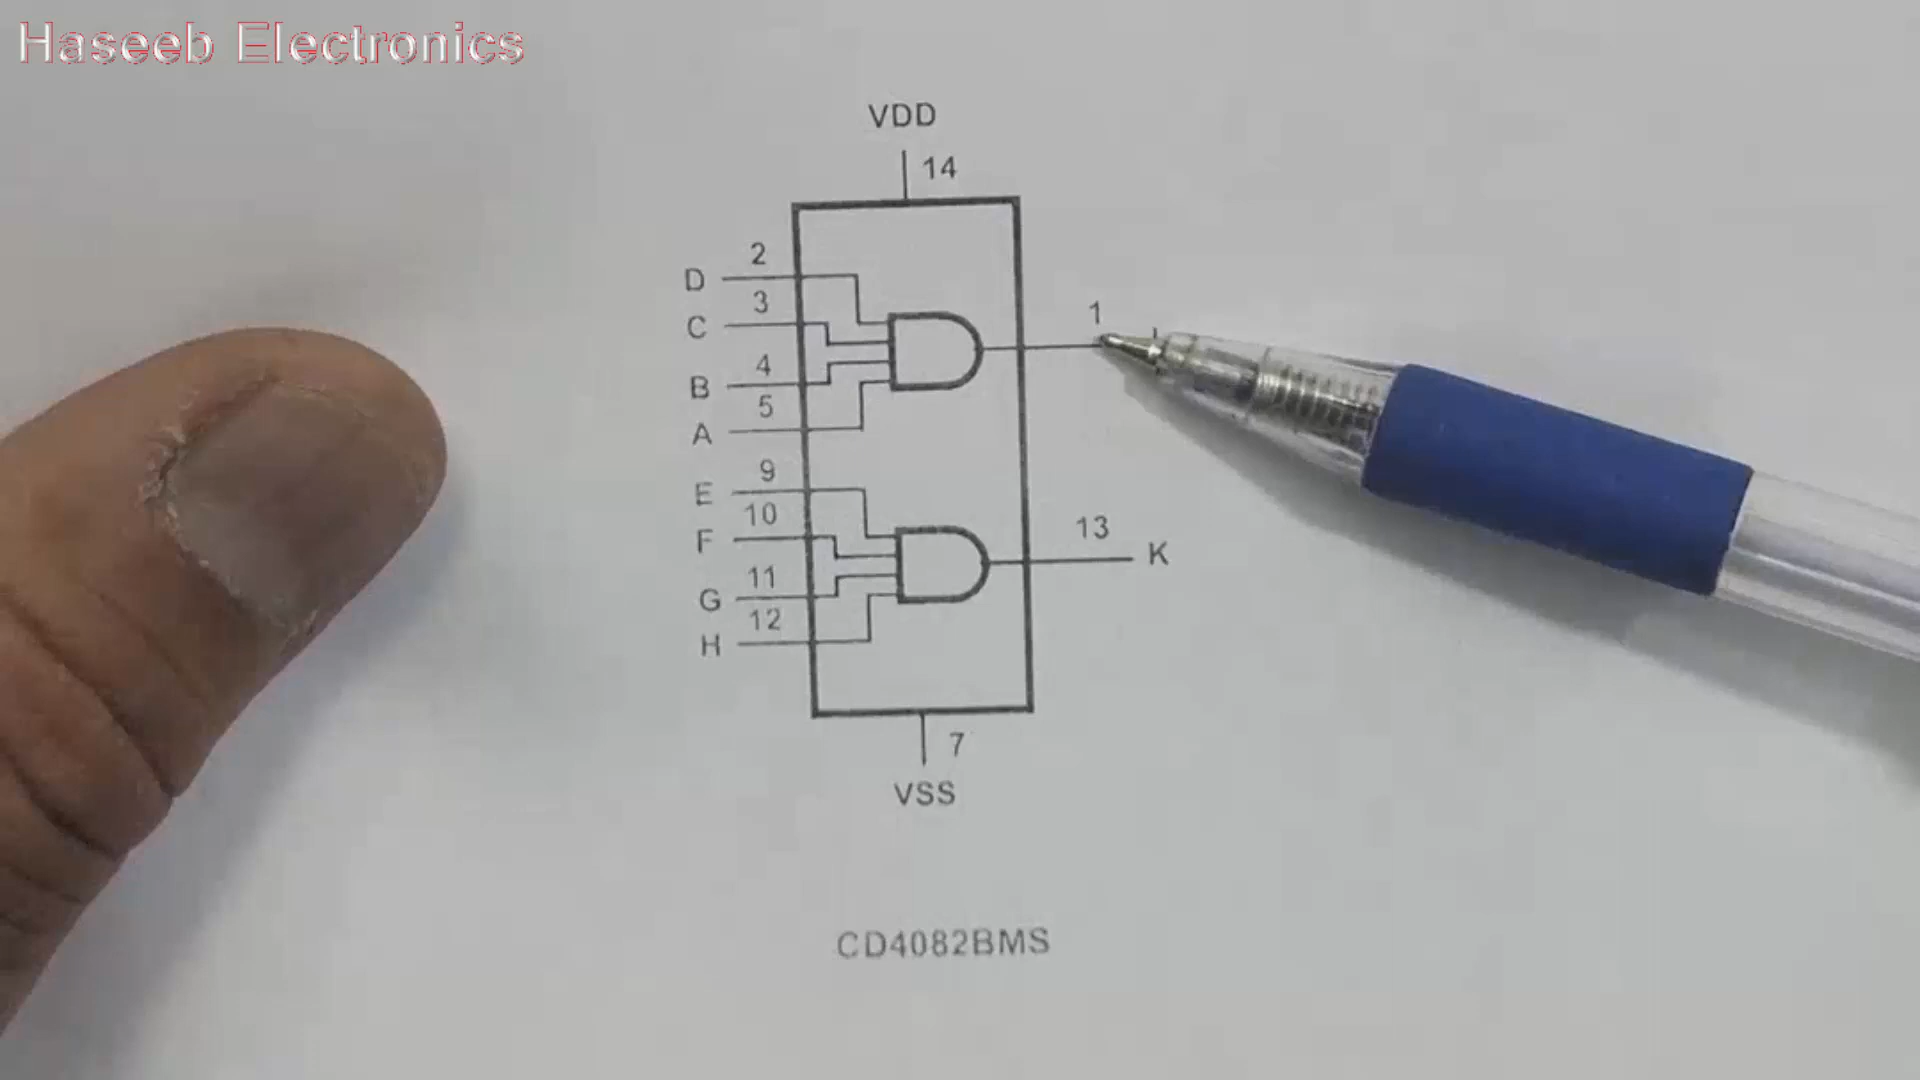 Haseeb Electronics
VDD
14
D 2
C 3
1
B 4
A 5
E 9
F 10
13 K
G 11
H 12
7
VSS
CD4082BMS